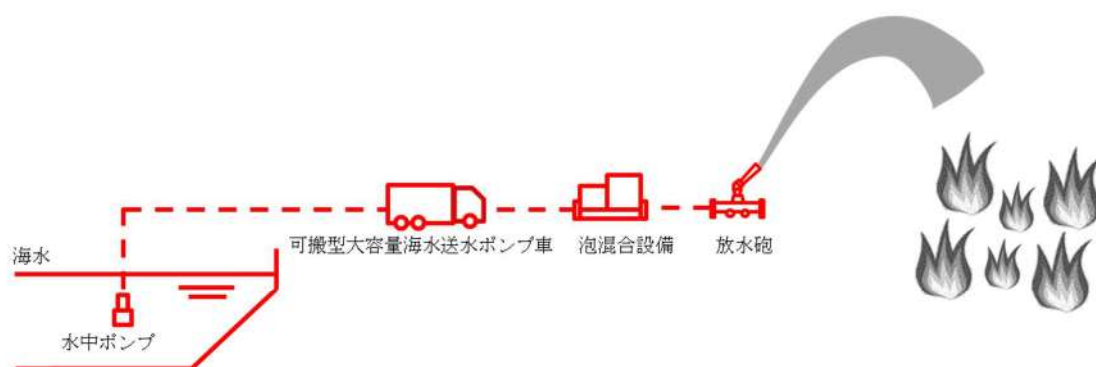 可搬型大容量海水送水ポンプ車
泡混合設備
放水砲
海水
水中ポンプ